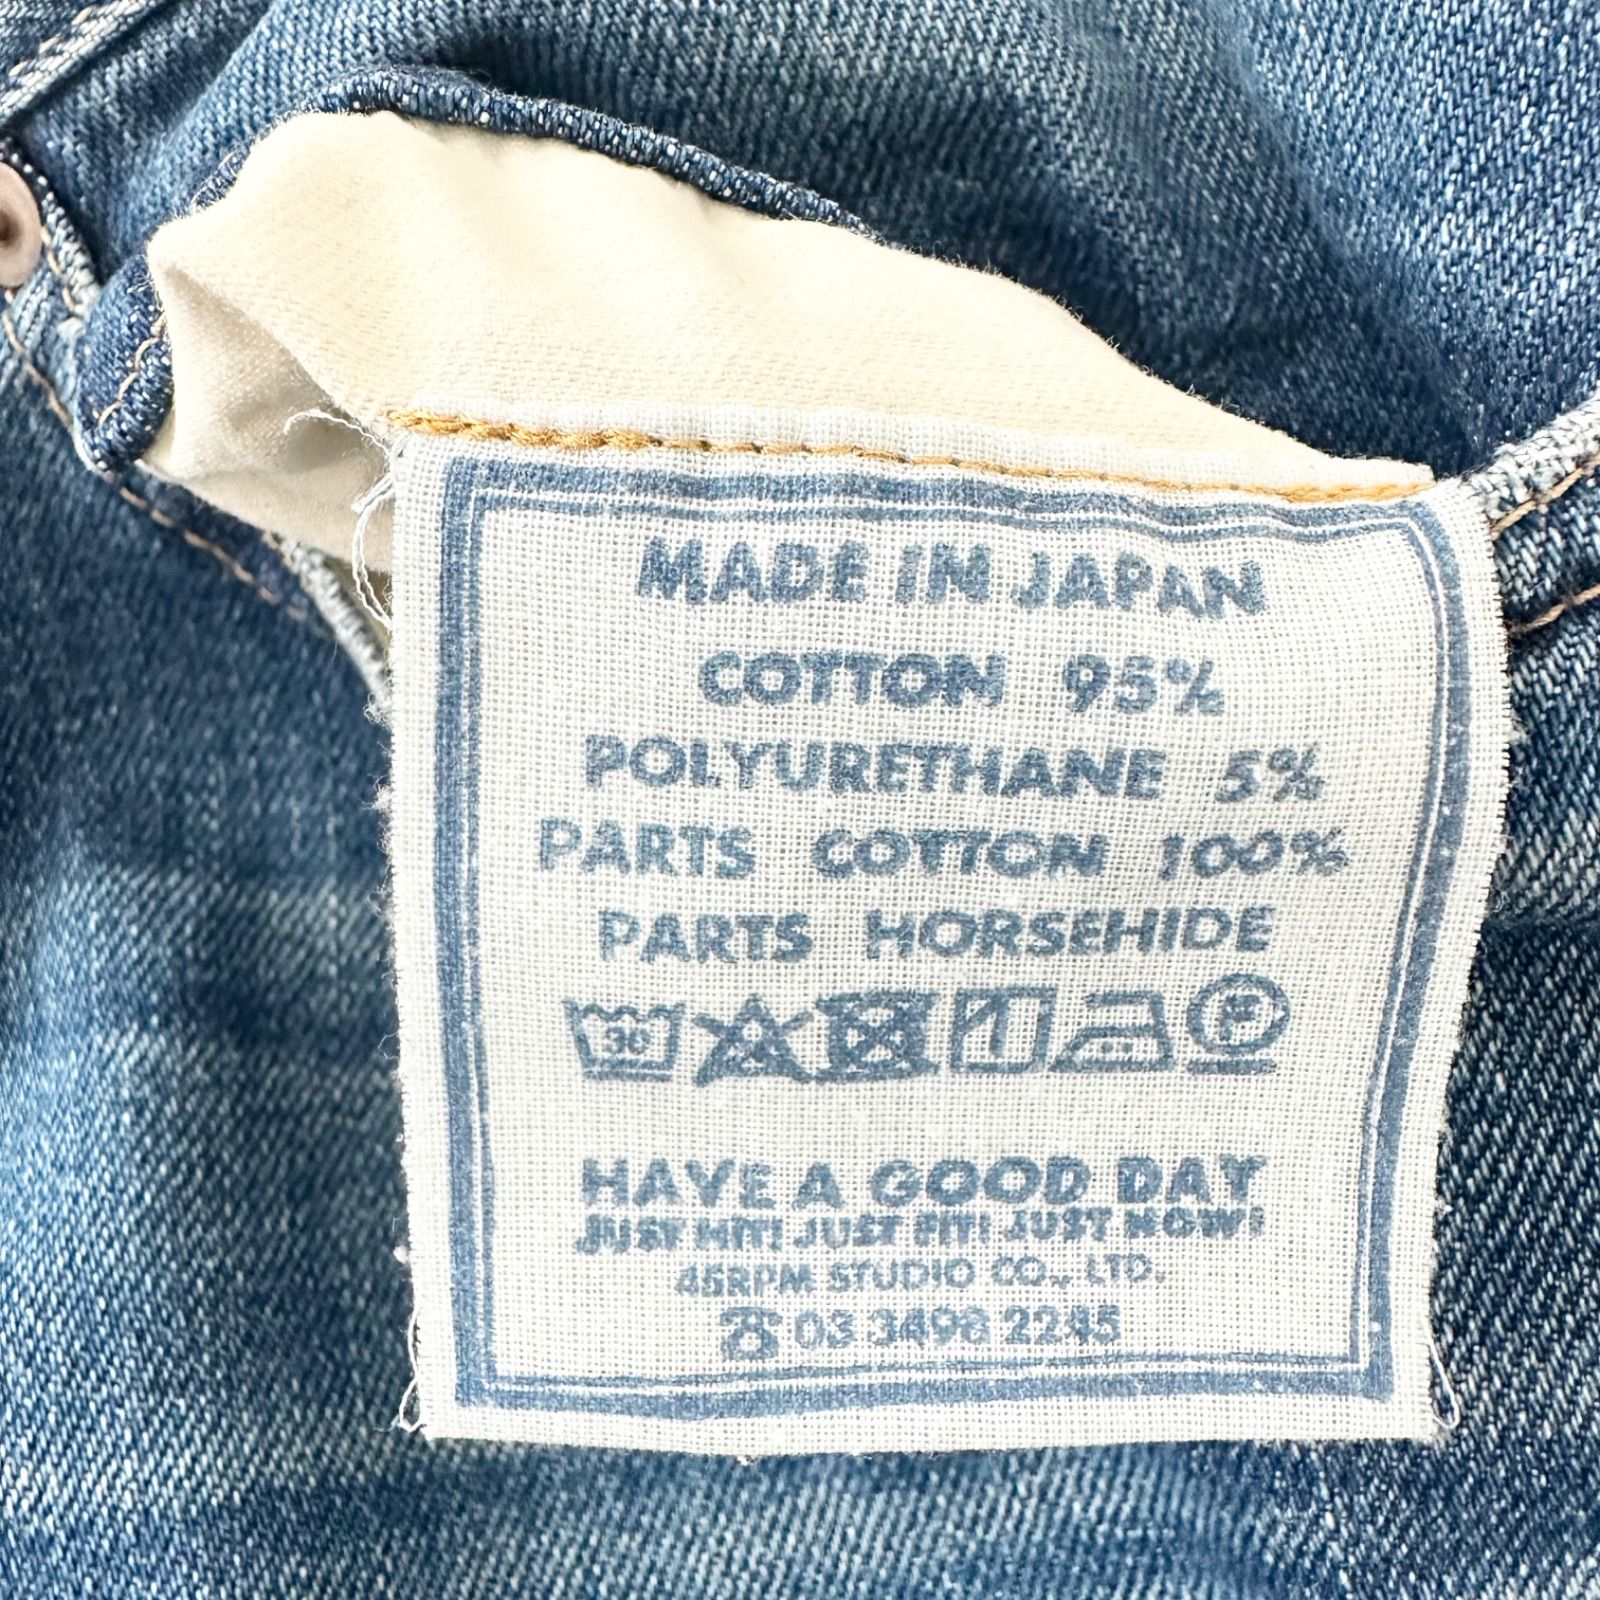 MADE IN JAPAN
COTTON 95%
POLYURETHANE 5%
PARTS COTTON 100%
PARTS HORSEHIDE
30
F
HAVE A GOOD DAY
JUST HIT! JUST FIT! JUST NOW!
45RPM STUDIO CO., LTD.
☎03 3498 2245